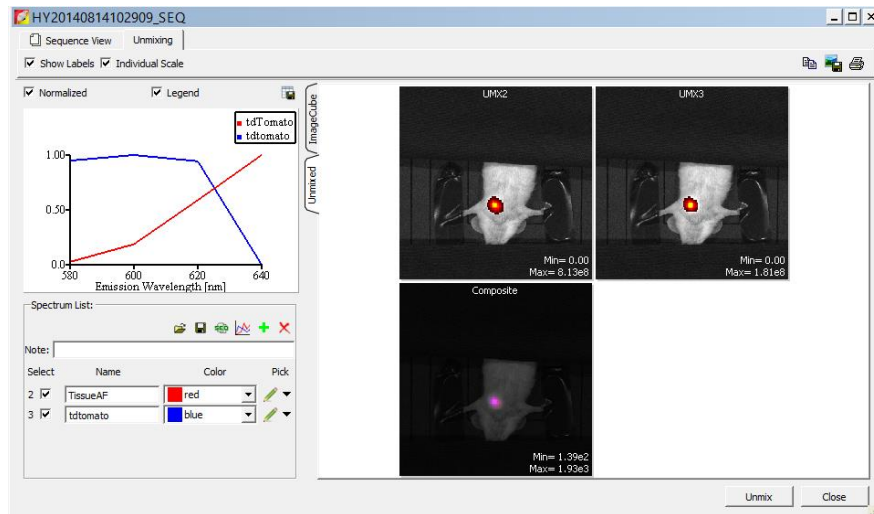 HY20140814102909_SEQ
Sequence View Unmixing
Show Labels Individual Scale
Normalized Legend
tdTomato
tdtomato
1.00
0.50
0.0
580 600 620 640
Emission Wavelength [nm]
ImageCube
Unmixed
UMX2
Min= 0.00
Max= 8.13e8
UMX3
Min= 0.00
Max= 1.81e8
Composite
Min= 1.39e2
Max= 1.93e3
Spectrum List:
SEQ
Note:
Select Name Color Pick
2 TissueAF red
3 tdtomato blue
Unmix Close